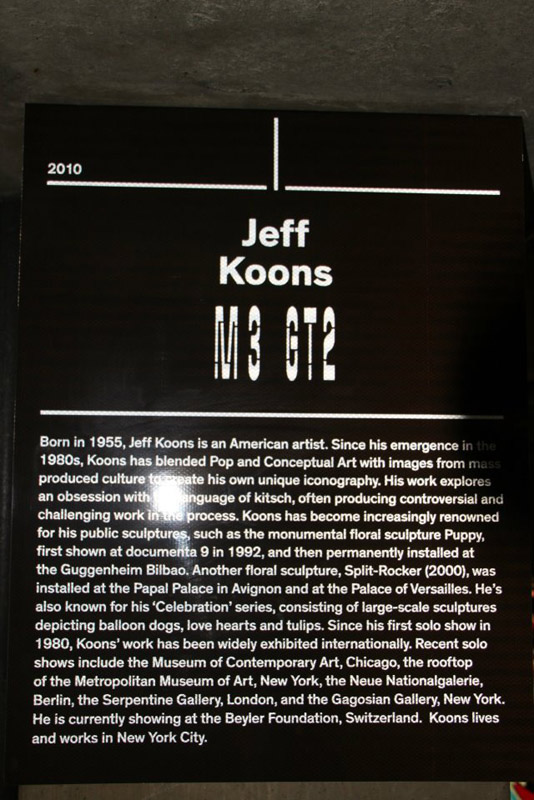 2010
Jeff
Koons
M3 GT2
Born in 1955, Jeff Koons is an American artist. Since his emergence in the
1980s, Koons has blended Pop and Conceptual Art with images from mass
produced culture to create his own unique iconography. His work explores
an obsession with language of kitsch, often producing controversial and
challenging work in the process. Koons has become increasingly renowned
for his public sculptures, such as the monumental floral sculpture Puppy,
first shown at documenta 9 in 1992, and then permanently installed at
the Guggenheim Bilbao. Another floral sculpture, Split-Rocker (2000), was
installed at the Papal Palace in Avignon and at the Palace of Versailles. He's
also known for his 'Celebration' series, consisting of large-scale sculptures
depicting balloon dogs, love hearts and tulips. Since his first solo show in
1980, Koons' work has been widely exhibited internationally. Recent solo
shows include the Museum of Contemporary Art, Chicago, the rooftop
of the Metropolitan Museum of Art, New York, the Neue Nationalgalerie,
Berlin, the Serpentine Gallery, London, and the Gagosian Gallery, New York.
He is currently showing at the Beyler Foundation, Switzerland. Koons lives
and works in New York City.